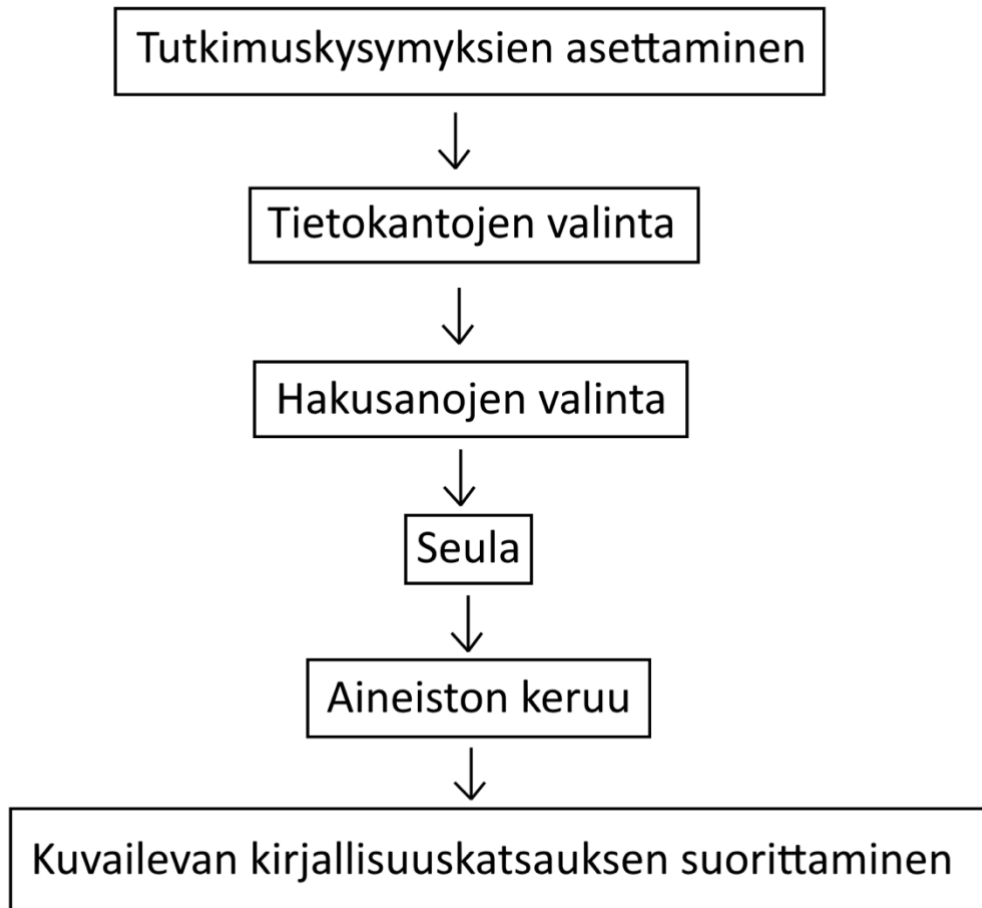 Tutkimuskysymyksien asettaminen
Tietokantojen valinta
Hakusanojen valinta
Seula
Aineiston keruu
Kuvailevan kirjallisuuskatsauksen suorittaminen